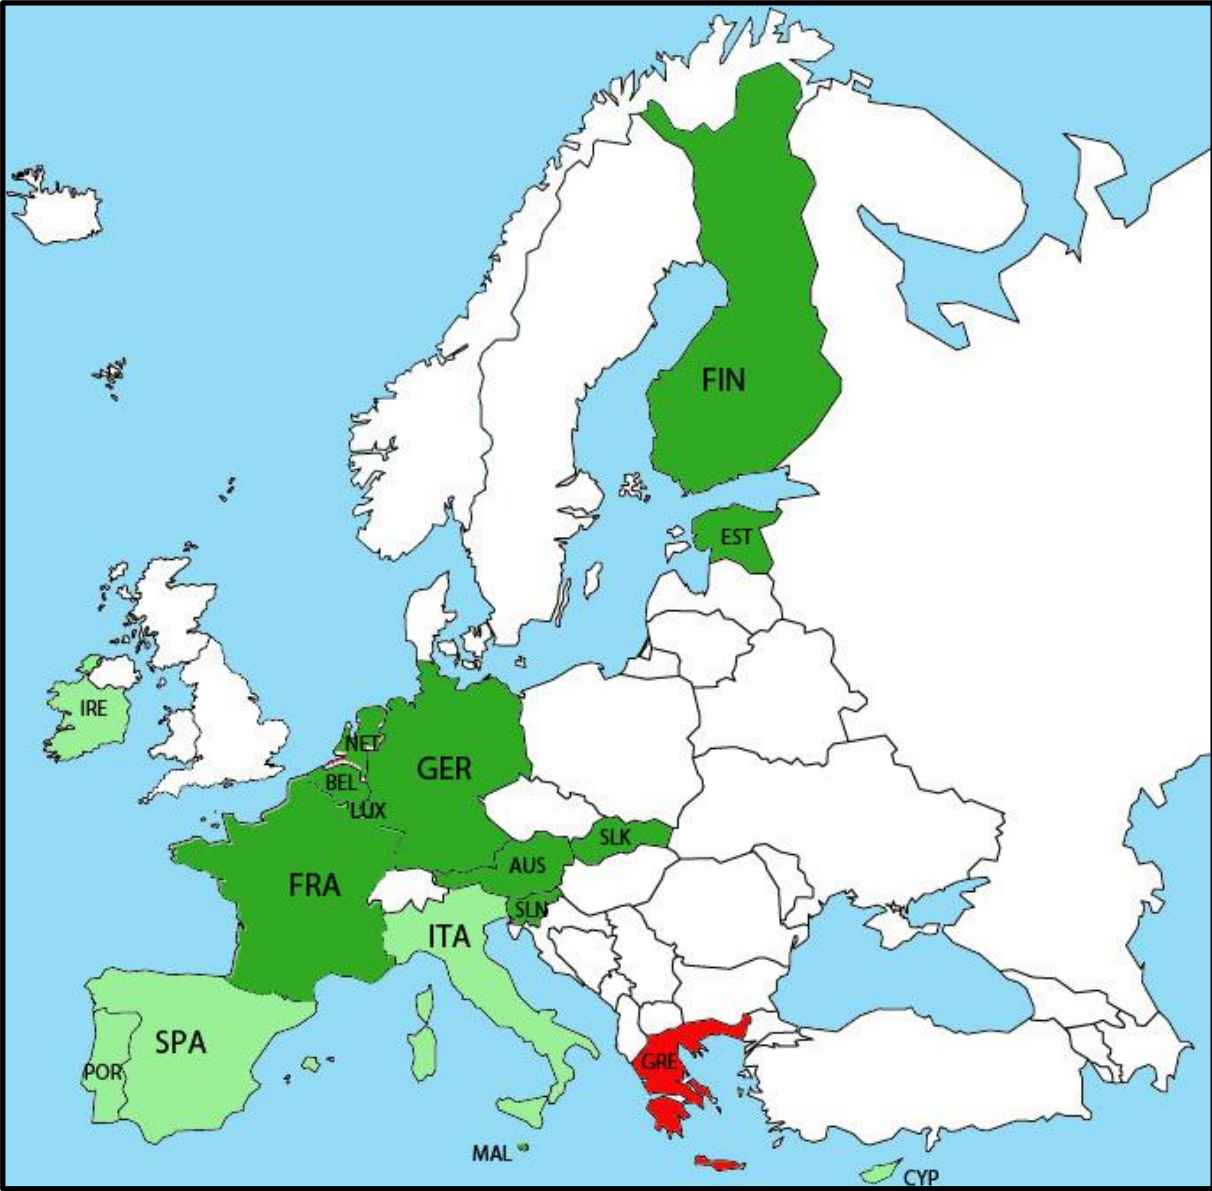 FIN
EST
IRE
NET
GER
BEL
LUX
SLK
AUS
FRA
SLN
ITA
SPA
GRE
POR
MAL
CYP